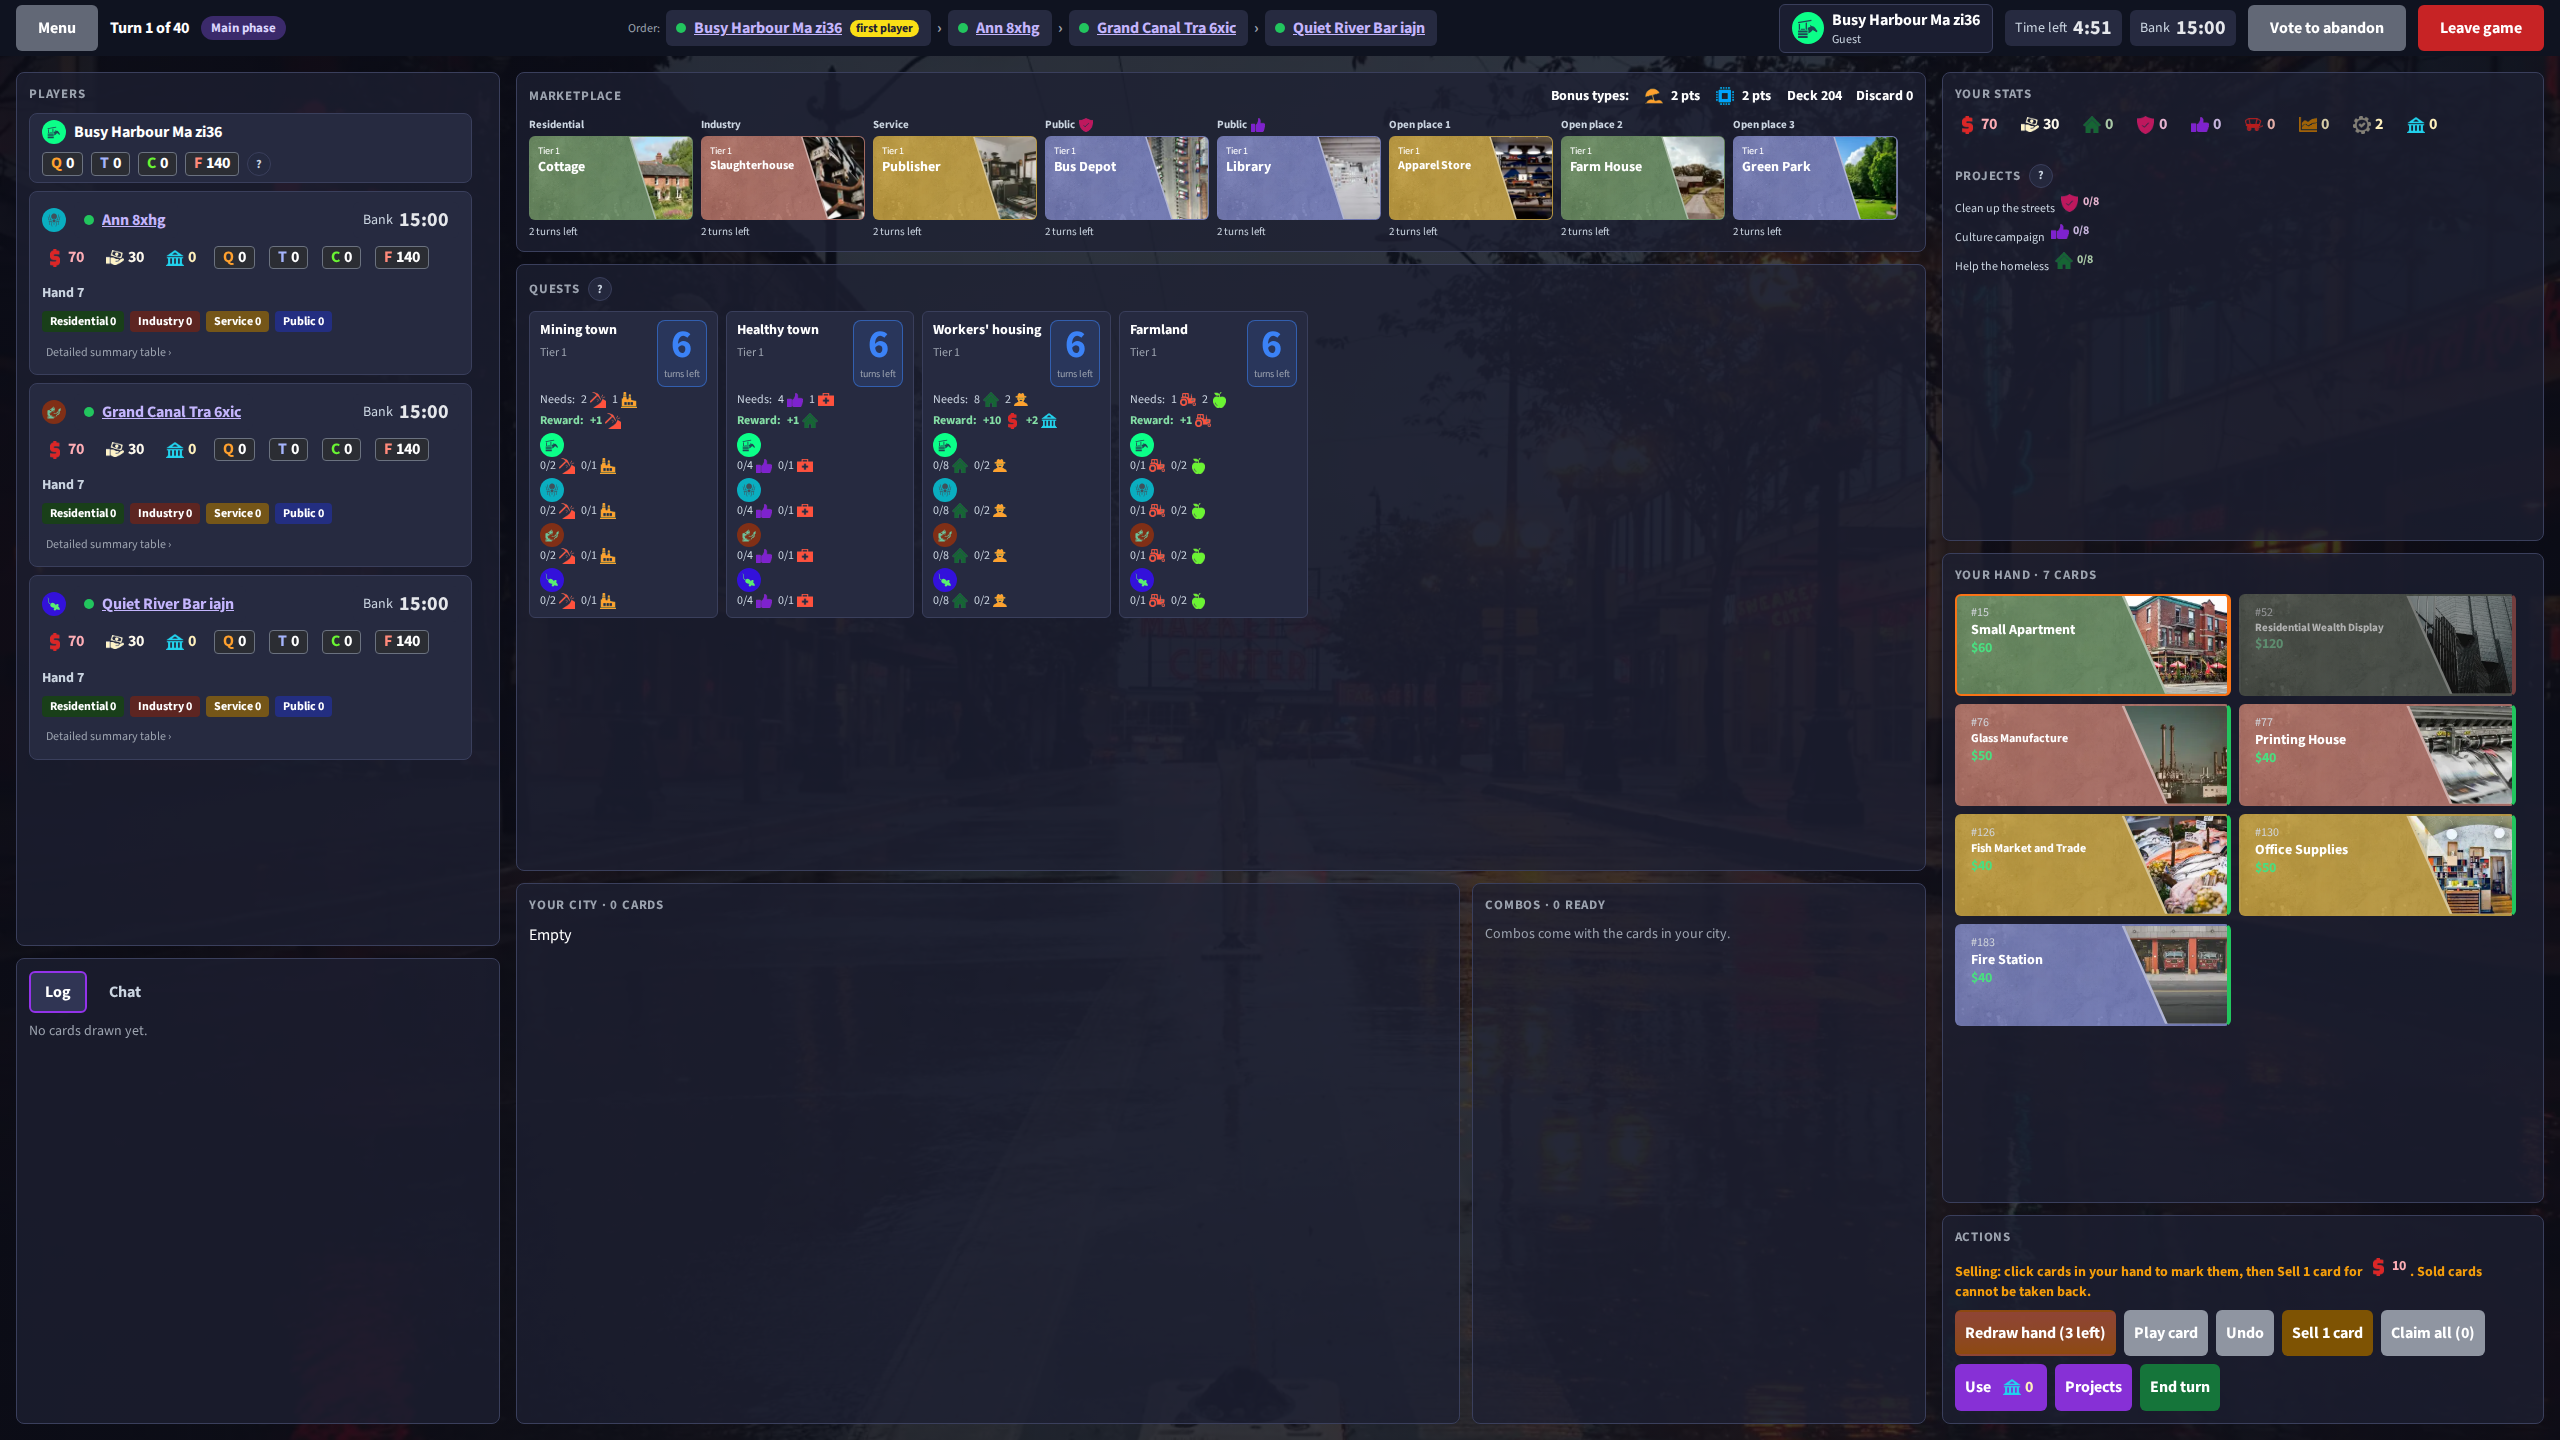 Menu
Turn 1 of 40
Main phase
Order:
Busy Harbour Ma zi36
first player
›
Ann 8xhg
›
Grand Canal Tra 6xic
›
Quiet River Bar iajn
Busy Harbour Ma zi36
Guest
Time left 4:51
Bank 15:00
Vote to abandon
Leave game
PLAYERS
Busy Harbour Ma zi36
Q 0
T 0
C 0
F 140
?
Ann 8xhg
Bank 15:00
70
30
0
Q 0
T 0
C 0
F 140
Hand 7
Residential 0
Industry 0
Service 0
Public 0
Detailed summary table ›
Grand Canal Tra 6xic
Bank 15:00
70
30
0
Q 0
T 0
C 0
F 140
Hand 7
Residential 0
Industry 0
Service 0
Public 0
Detailed summary table ›
Quiet River Bar iajn
Bank 15:00
70
30
0
Q 0
T 0
C 0
F 140
Hand 7
Residential 0
Industry 0
Service 0
Public 0
Detailed summary table ›
Log
Chat
No cards drawn yet.
MARKETPLACE
Bonus types:
2 pts
2 pts
Deck 204
Discard 0
Residential
Tier 1
Cottage
2 turns left
Industry
Tier 1
Slaughterhouse
2 turns left
Service
Tier 1
Publisher
2 turns left
Public
Tier 1
Bus Depot
2 turns left
Public
Tier 1
Library
2 turns left
Open place 1
Tier 1
Apparel Store
2 turns left
Open place 2
Tier 1
Farm House
2 turns left
Open place 3
Tier 1
Green Park
2 turns left
QUESTS
?
Mining town
Tier 1
6
turns left
Needs: 2 1
Reward: +1
0/2 0/1
0/2 0/1
0/2 0/1
0/2 0/1
Healthy town
Tier 1
6
turns left
Needs: 4 1
Reward: +1
0/4 0/1
0/4 0/1
0/4 0/1
0/4 0/1
Workers' housing
Tier 1
6
turns left
Needs: 8 2
Reward: +10 +2
0/8 0/2
0/8 0/2
0/8 0/2
0/8 0/2
Farmland
Tier 1
6
turns left
Needs: 1 2
Reward: +1
0/1 0/2
0/1 0/2
0/1 0/2
0/1 0/2
YOUR CITY · 0 CARDS
Empty
COMBOS · 0 READY
Combos come with the cards in your city.
YOUR STATS
70
30
0
0
0
0
0
2
0
PROJECTS
?
Clean up the streets 0/8
Culture campaign 0/8
Help the homeless 0/8
YOUR HAND · 7 CARDS
#15
Small Apartment
$60
#52
Residential Wealth Display
$120
#76
Glass Manufacture
$50
#77
Printing House
$40
#126
Fish Market and Trade
$40
#130
Office Supplies
$50
#183
Fire Station
$40
ACTIONS
Selling: click cards in your hand to mark them, then Sell 1 card for 10 . Sold cards
cannot be taken back.
Redraw hand (3 left)
Play card
Undo
Sell 1 card
Claim all (0)
Use 0
Projects
End turn